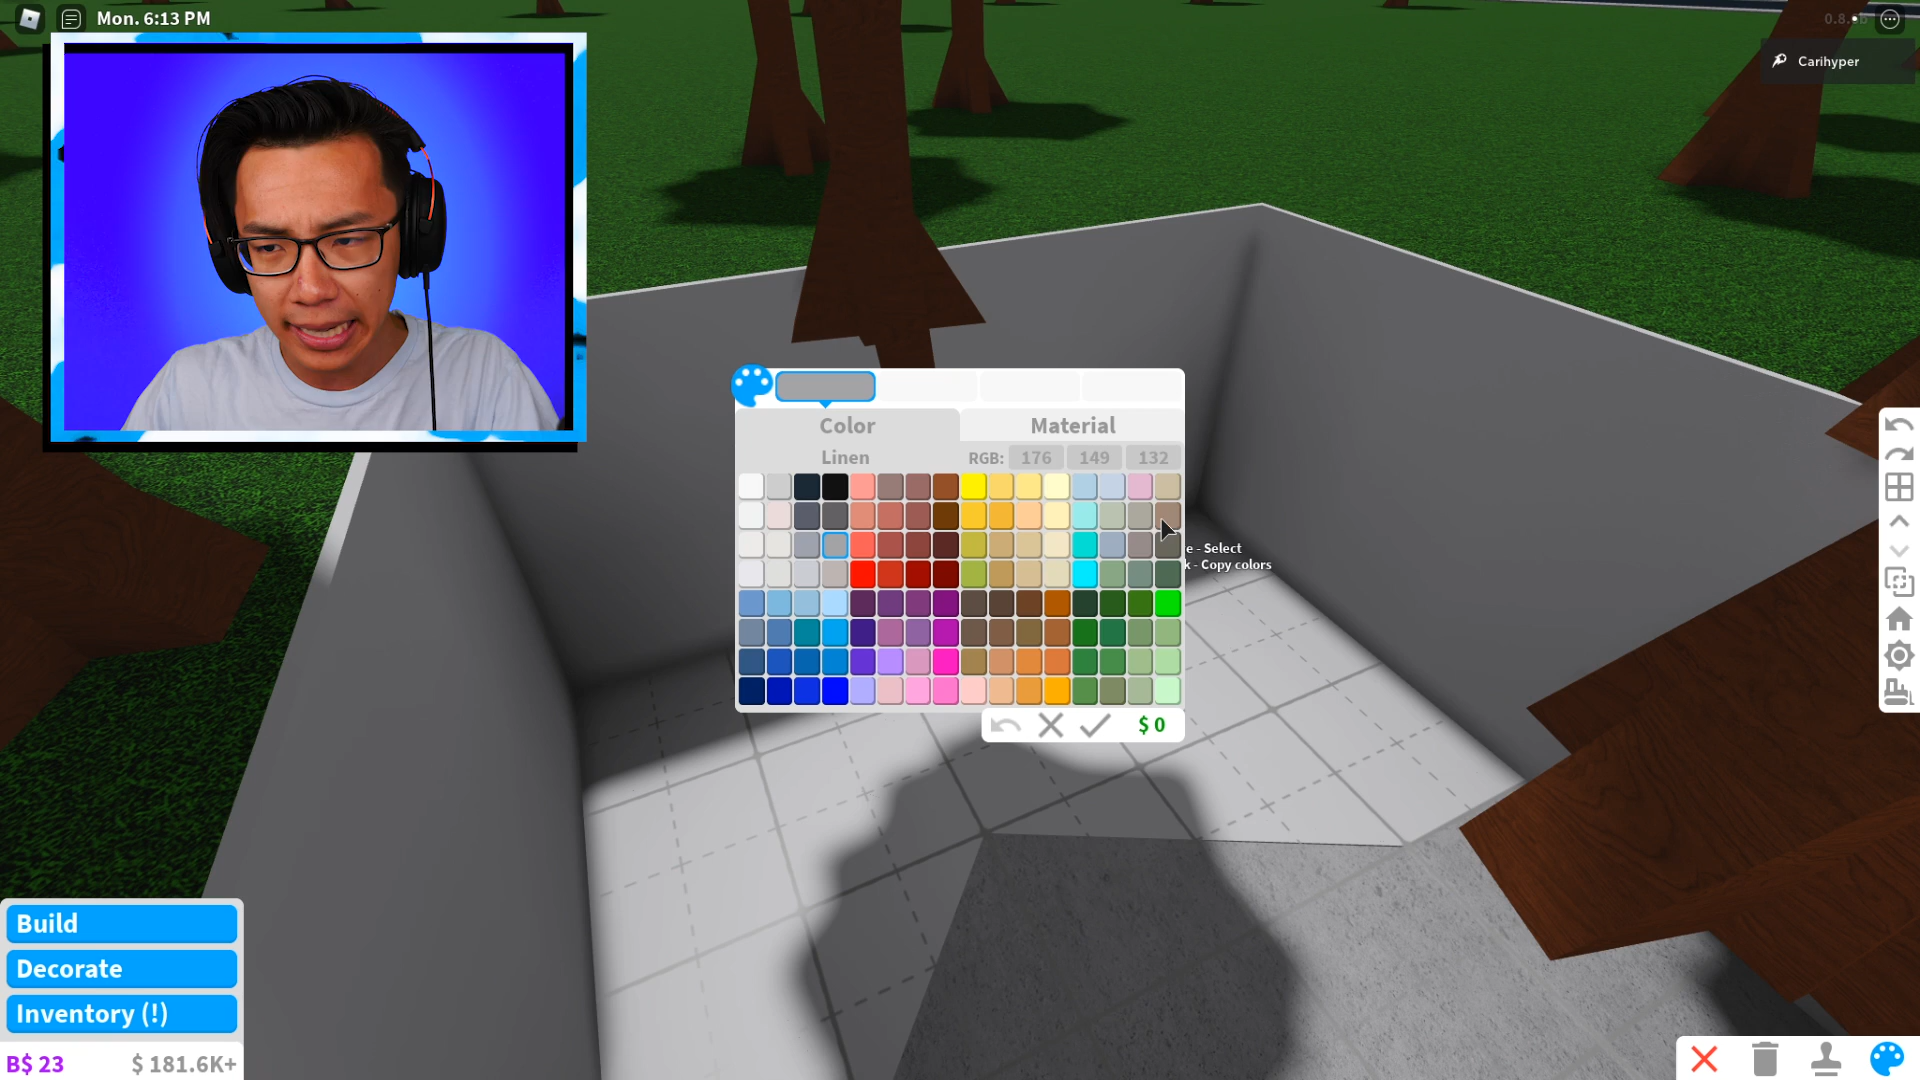 Mon. 6:13 PM
Carihyper
Color
Material
Linen
RGB: 176 149 132
e - Select
k - Copy colors
$ 0
Build
Decorate
Inventory (!)
B$ 23
$ 181.6K+